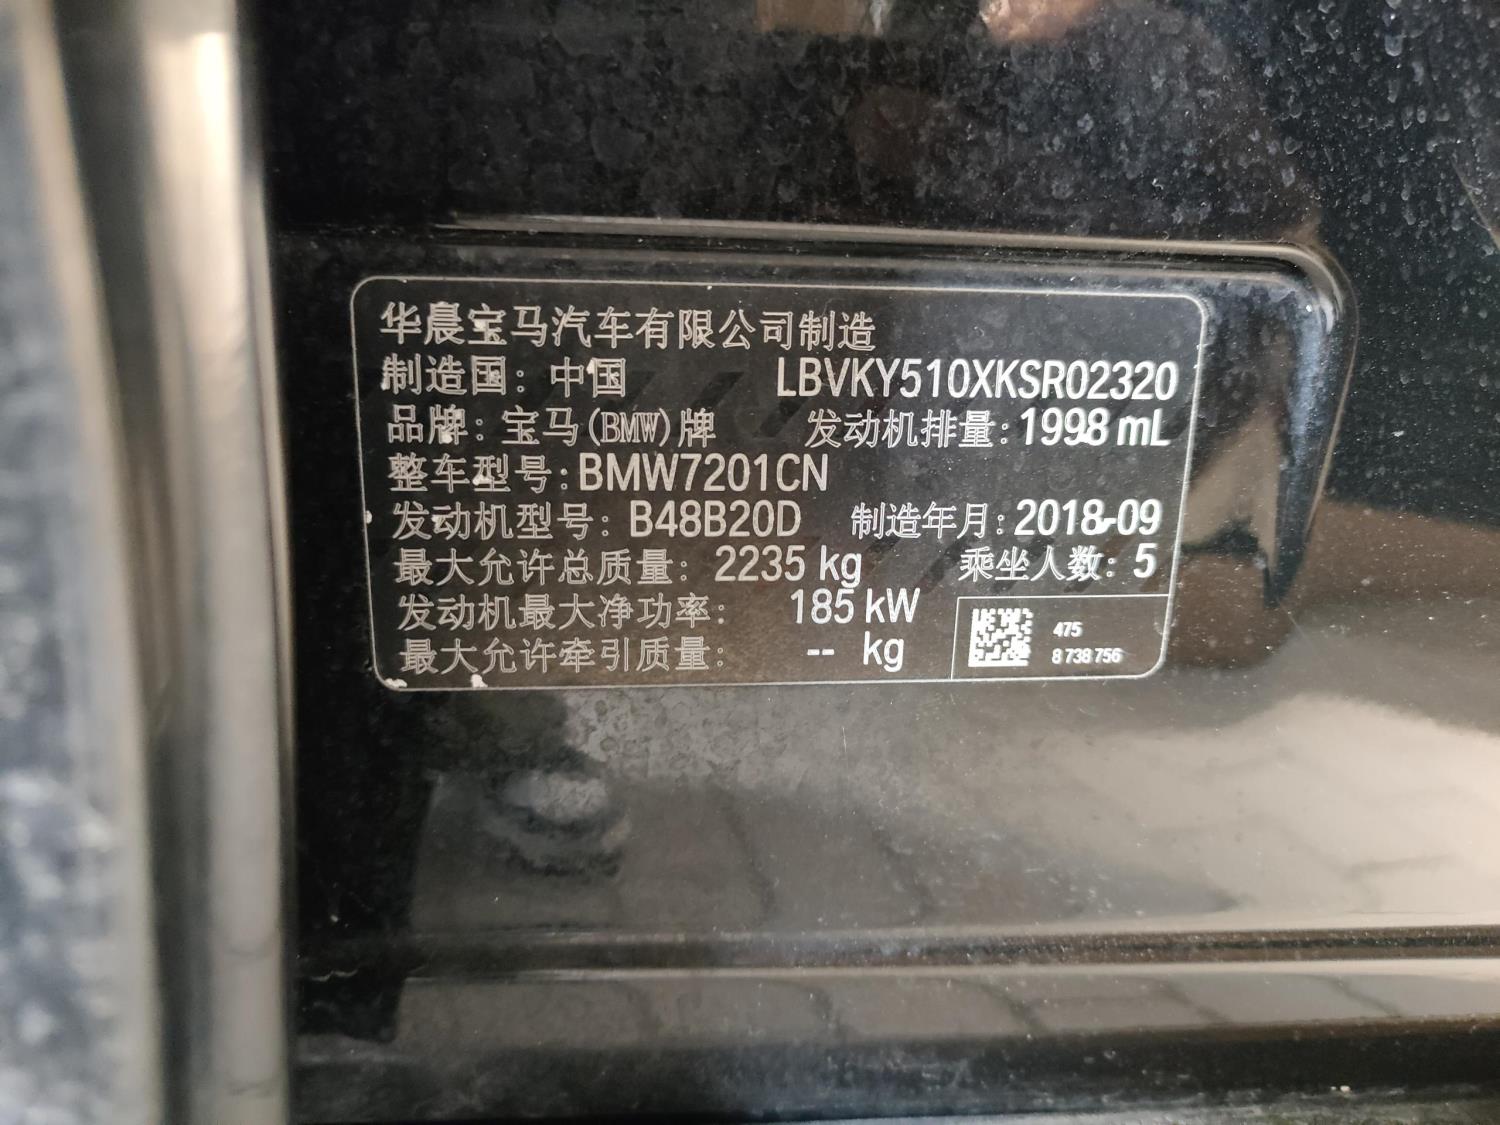 华晨宝马汽车有限公司制造
制造国：中国 LBVKY510XKSR02320
品牌：宝马(BMW)牌 发动机排量：1998 mL
整车型号：BMW7201CN
发动机型号：B48B20D 制造年月：2018-09
最大允许总质量：2235 kg 乘坐人数：5
发动机最大净功率：185 kW
最大允许牵引质量：-- kg
475
8 738 756